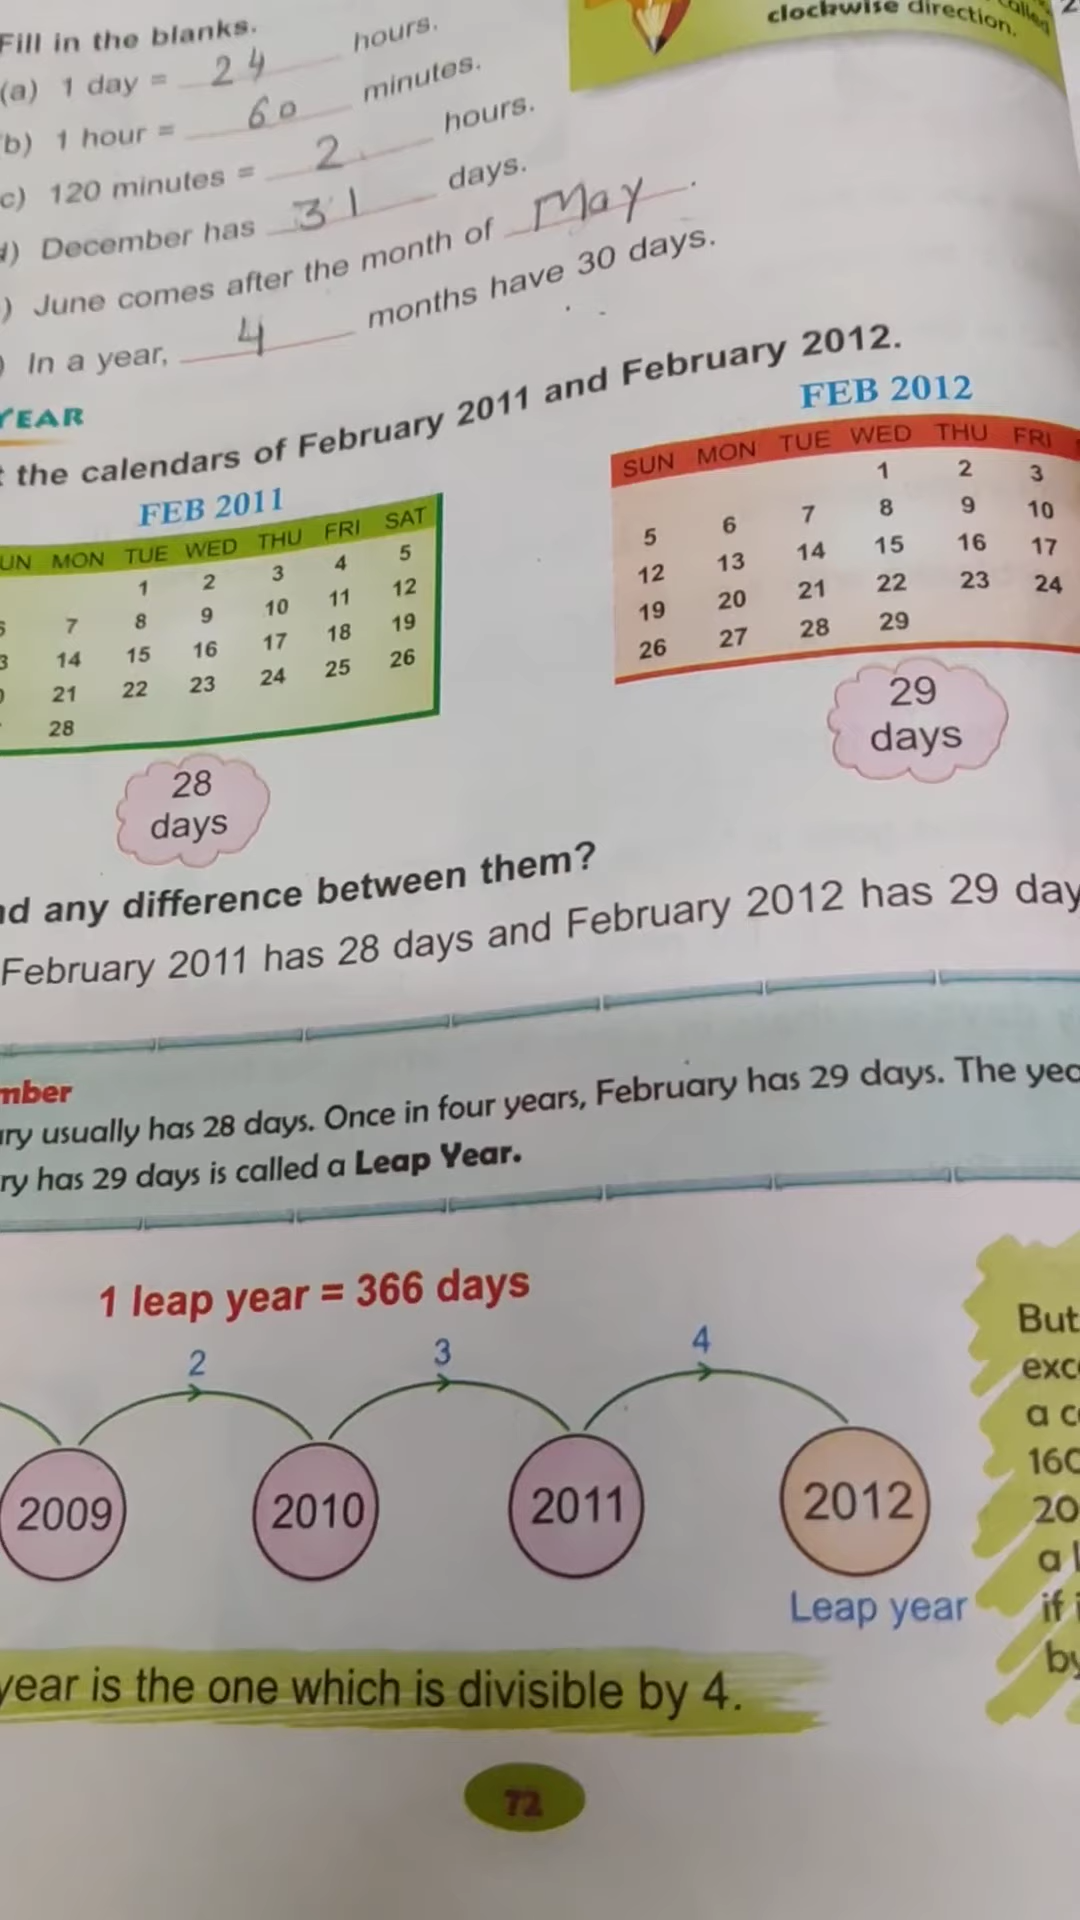 clockwise direction.
called
Fill in the blanks.
(a) 1 day = 24 hours.
b) 1 hour = 60 minutes.
c) 120 minutes = 2 hours.
) December has 31 days.
) June comes after the month of May.
) In a year, 4 months have 30 days.
YEAR
the calendars of February 2011 and February 2012.
FEB 2011
UN MON TUE WED THU FRI SAT
1 2 3 4 5
7 8 9 10 11 12
3 14 15 16 17 18 19
21 22 23 24 25 26
28
28
days
FEB 2012
SUN MON TUE WED THU FRI
1 2 3
5 6 7 8 9 10
12 13 14 15 16 17
19 20 21 22 23 24
26 27 28 29
29
days
nd any difference between them?
February 2011 has 28 days and February 2012 has 29 day
mber
ry usually has 28 days. Once in four years, February has 29 days. The yea
ry has 29 days is called a Leap Year.
1 leap year = 366 days
2 3 4
2009 2010 2011 2012
Leap year
But
exc
a c
160
20
a l
if i
by
year is the one which is divisible by 4.
72